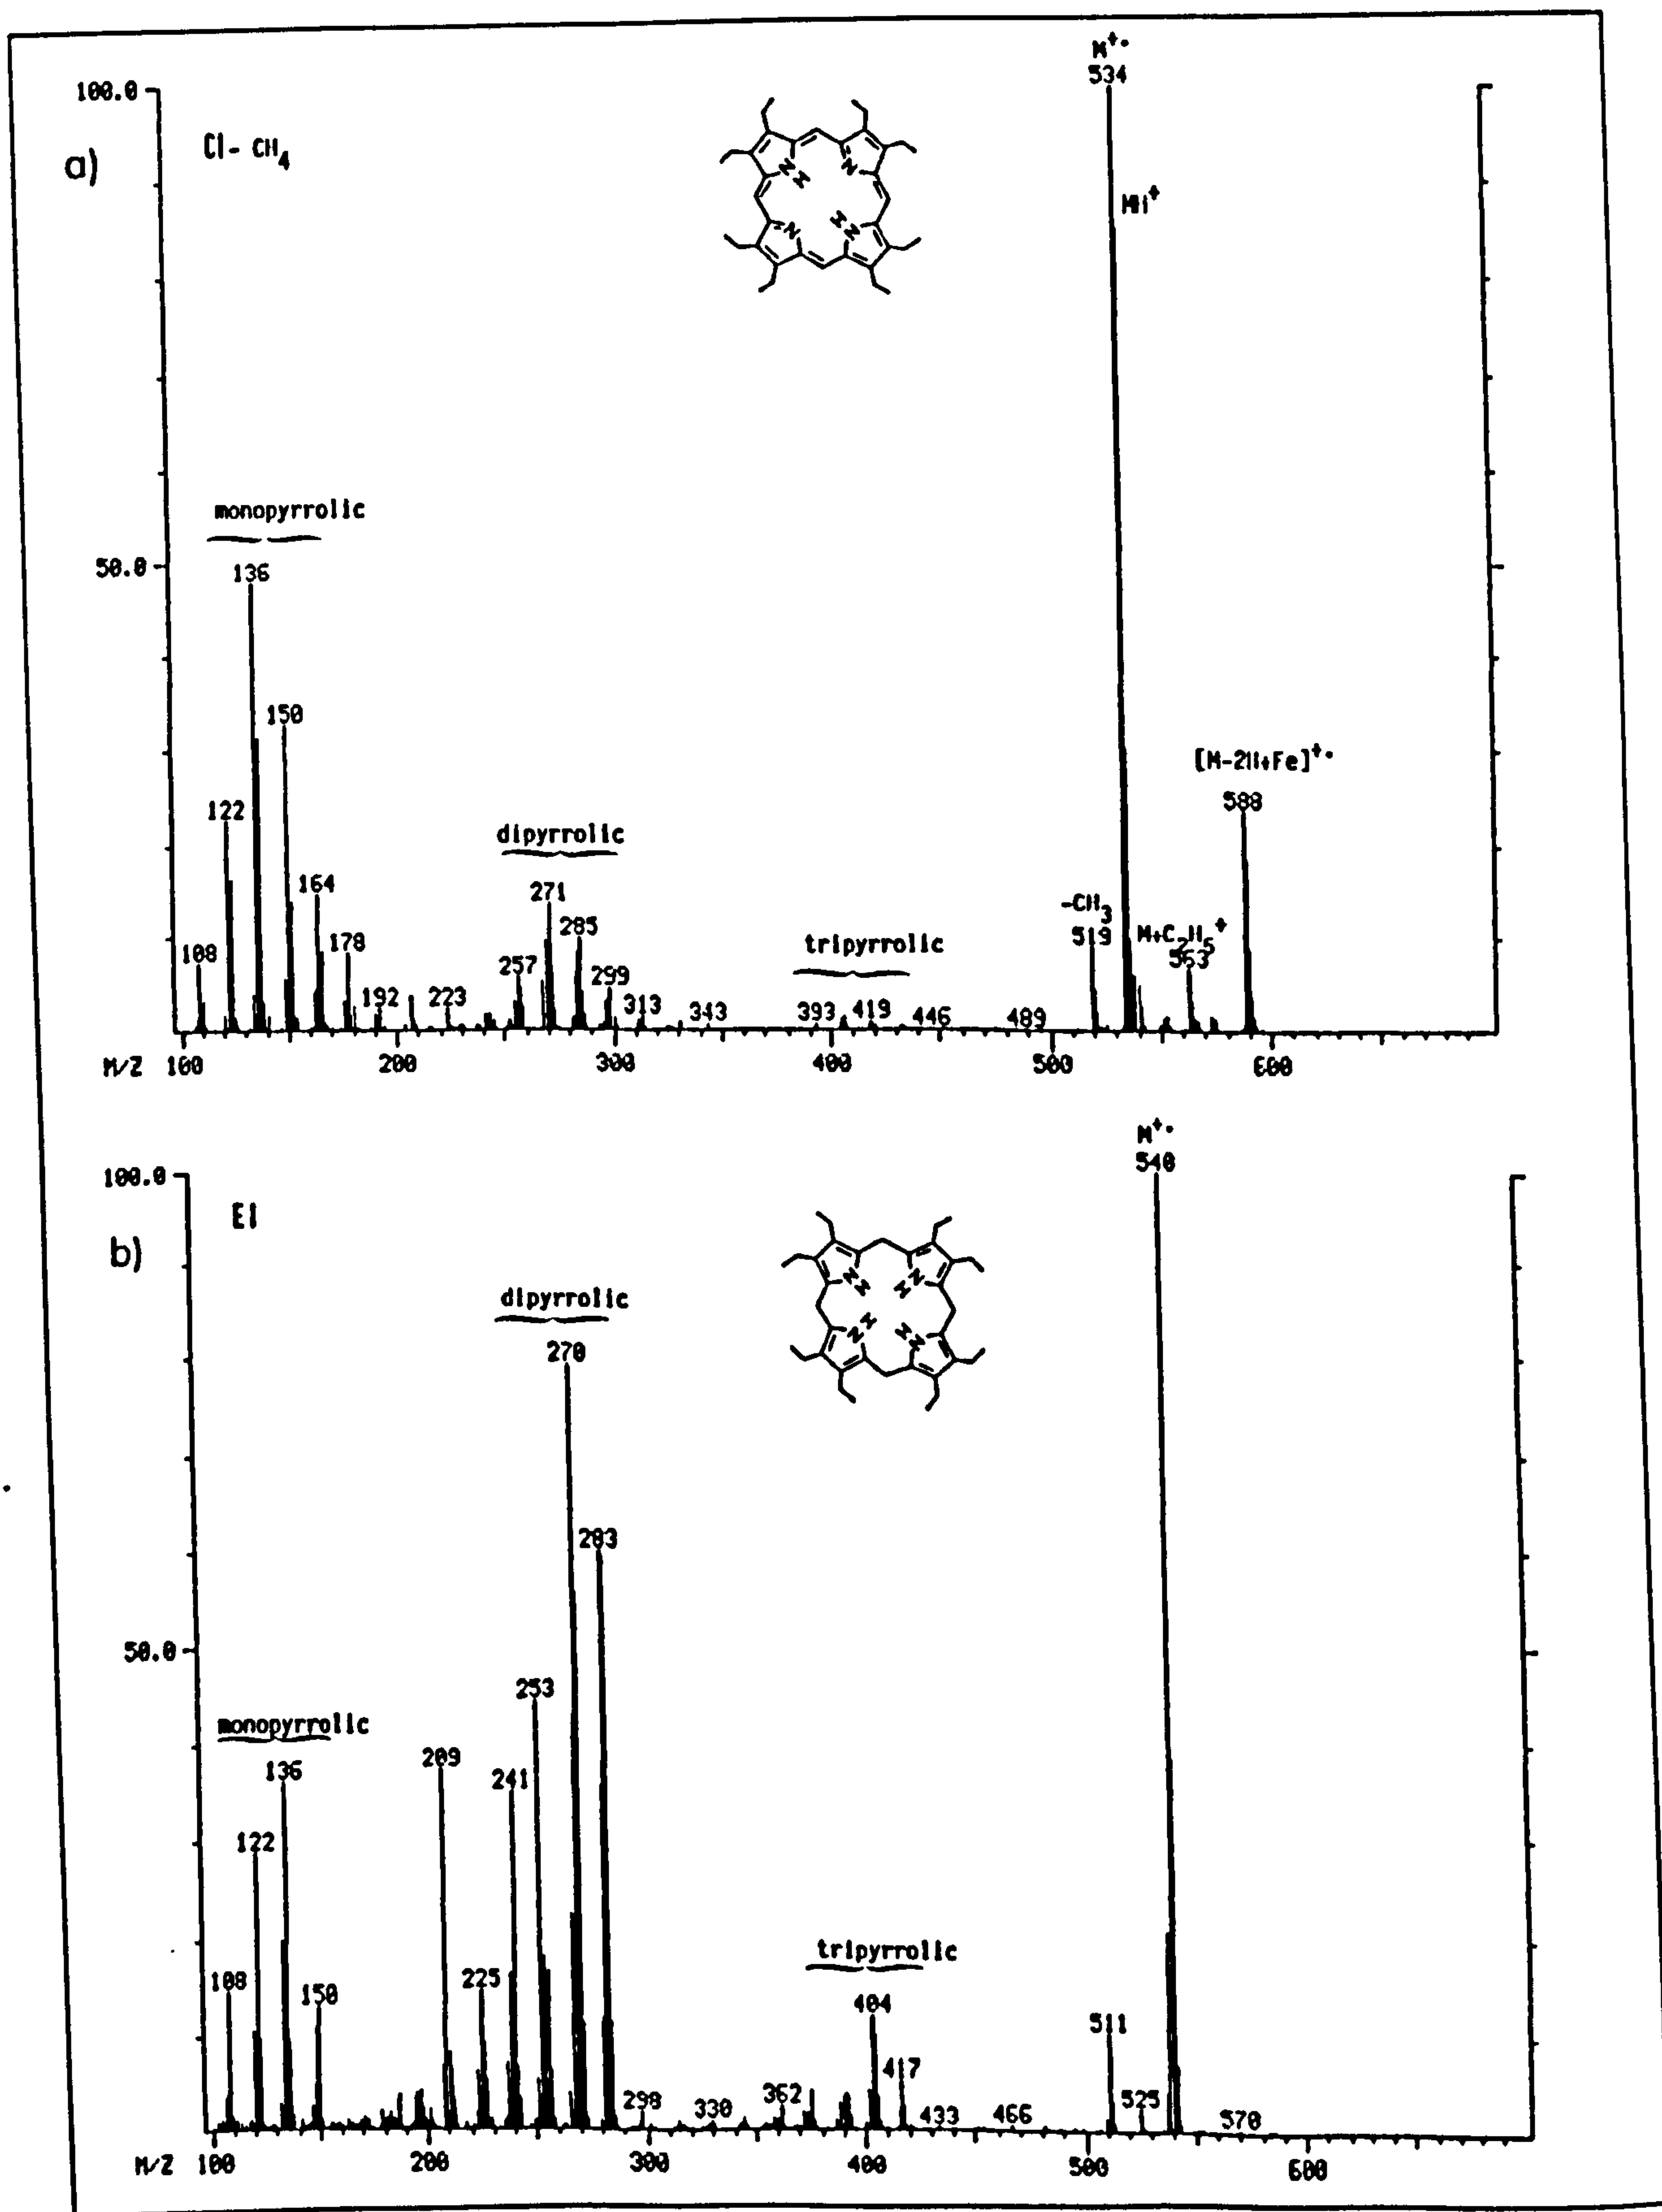 M+•
534
100.0
a)
CI- CH4
MH+
N
N
H
H
N
N
monopyrrolic
50.0
136
150
[M-2H+Fe]+•
588
122
dipyrrolic
164
271
-CH3
519
M+C2H5+
563
285
tripyrrolic
178
108
257
299
192
223
313
343
393
419
446
489
M/Z
100
200
300
400
500
600
M+•
540
100.0
EI
b)
N
H
N
H
H
N
H
N
dipyrrolic
270
283
50.0
253
monopyrrolic
209
136
241
122
tripyrrolic
225
404
108
150
511
417
362
525
298
330
433
466
570
M/Z
100
200
300
400
500
600